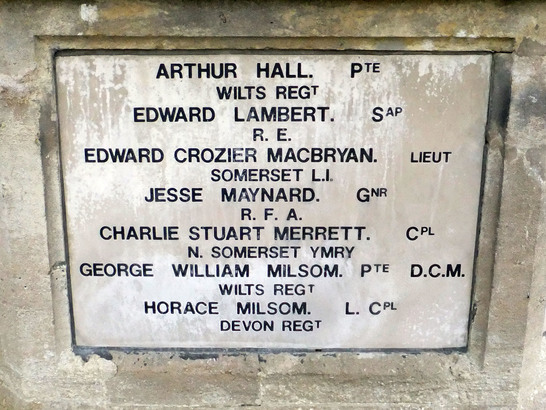 ARTHUR HALL. PTE
WILTS REGT
EDWARD LAMBERT. SAP
R. E.
EDWARD CROZIER MACBRYAN. LIEUT
SOMERSET L.I.
JESSE MAYNARD. GNR
R. F. A.
CHARLIE STUART MERRETT. CPL
N. SOMERSET YMRY
GEORGE WILLIAM MILSOM. PTE D.C.M.
WILTS REGT
HORACE MILSOM. L. CPL
DEVON REGT